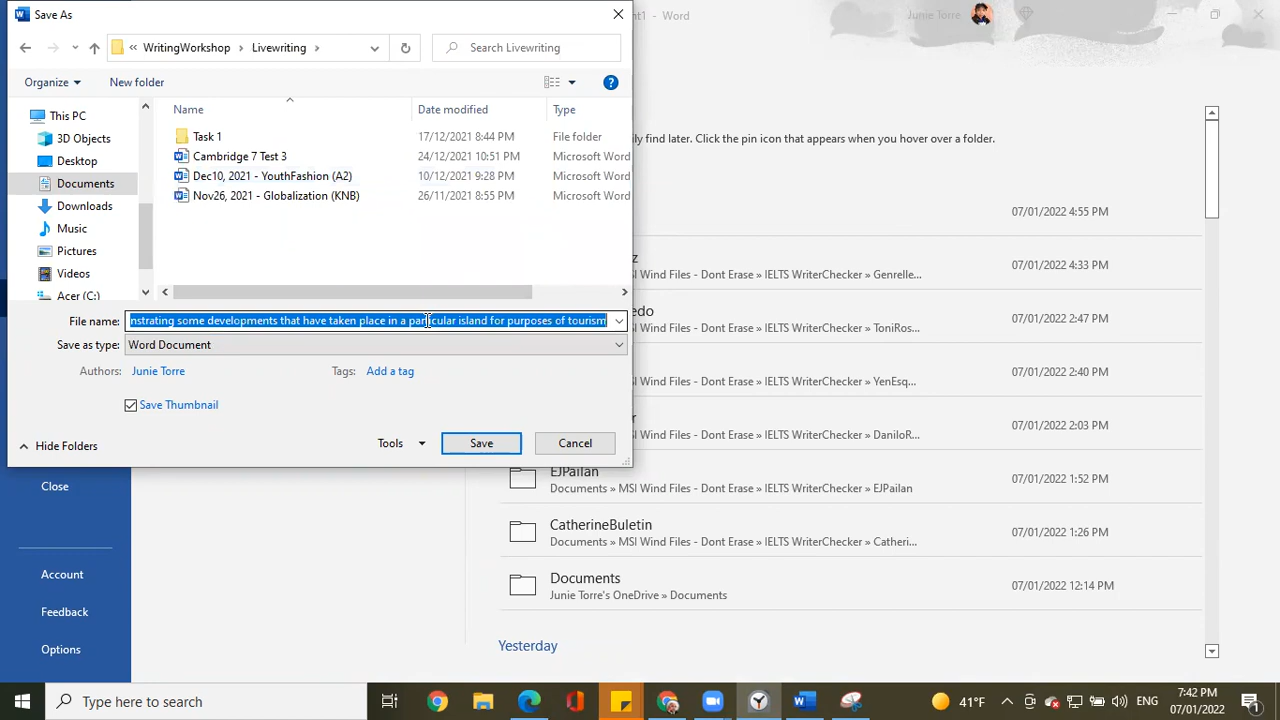 Save As
nt1 - Word
Junie Torre
WritingWorkshop
Livewriting
Search Livewriting
Organize
New folder
This PC
3D Objects
Desktop
Documents
Downloads
Music
Pictures
Videos
Acer (C:)
Name
Date modified
Type
Task 1
17/12/2021 8:44 PM
File folder
Cambridge 7 Test 3
24/12/2021 10:51 PM
Microsoft Word
Dec10, 2021 - YouthFashion (A2)
10/12/2021 9:28 PM
Microsoft Word
Nov26, 2021 - Globalization (KNB)
26/11/2021 8:55 PM
Microsoft Word
File name:
nstrating some developments that have taken place in a particular island for purposes of tourism
Save as type:
Word Document
Authors:
Junie Torre
Tags:
Add a tag
Save Thumbnail
Hide Folders
Tools
Save
Cancel
ily find later. Click the pin icon that appears when you hover over a folder.
07/01/2022 4:55 PM
z
MSI Wind Files - Dont Erase » IELTS WriterChecker » Genrelle...
07/01/2022 4:33 PM
edo
MSI Wind Files - Dont Erase » IELTS WriterChecker » ToniRos...
07/01/2022 2:47 PM
MSI Wind Files - Dont Erase » IELTS WriterChecker » YenEsq...
07/01/2022 2:40 PM
r
MSI Wind Files - Dont Erase » IELTS WriterChecker » DaniloR...
07/01/2022 2:03 PM
EJPailan
Documents » MSI Wind Files - Dont Erase » IELTS WriterChecker » EJPailan
07/01/2022 1:52 PM
CatherineBuletin
Documents » MSI Wind Files - Dont Erase » IELTS WriterChecker » Catheri...
07/01/2022 1:26 PM
Documents
Junie Torre's OneDrive » Documents
07/01/2022 12:14 PM
Yesterday
Close
Account
Feedback
Options
Type here to search
41°F
ENG
7:42 PM
07/01/2022
1